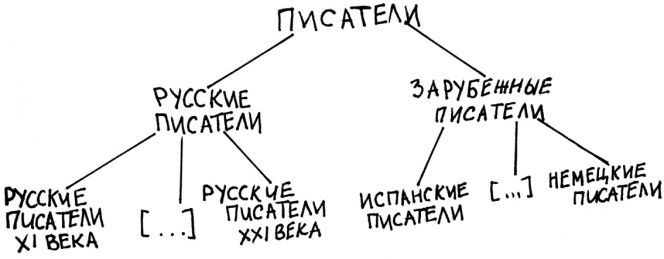 ПИСАТЕЛИ
РУССКИЕ
ПИСАТЕЛИ
ЗАРУБЕЖНЫЕ
ПИСАТЕЛИ
РУССКИЕ
ПИСАТЕЛИ
XI ВЕКА
[...]
РУССКИЕ
ПИСАТЕЛИ
XXI ВЕКА
ИСПАНСКИЕ
ПИСАТЕЛИ
[...]
НЕМЕЦКИЕ
ПИСАТЕЛИ